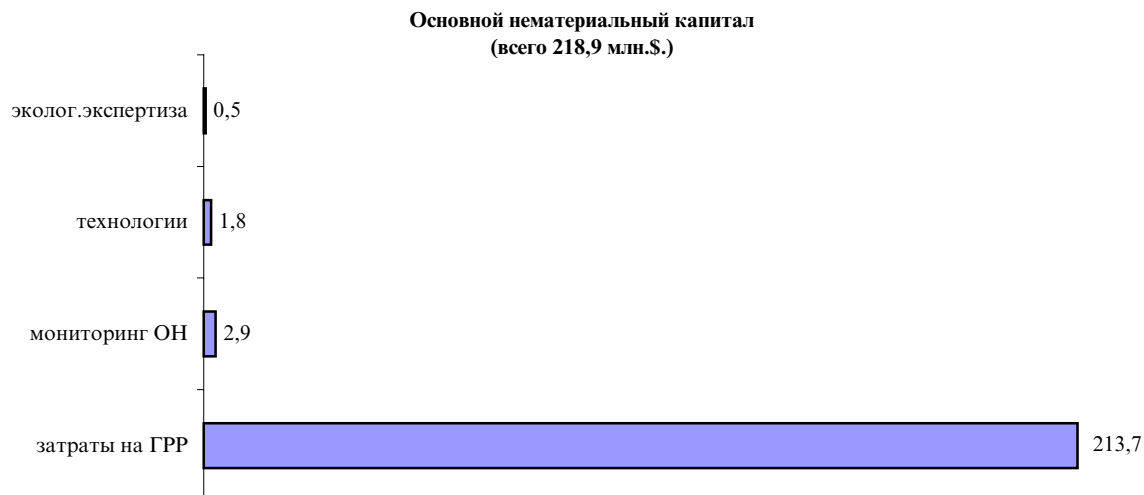 Основной нематериальный капитал
(всего 218,9 млн.$.)
эколог.экспертиза 0,5
технологии 1,8
мониторинг ОН 2,9
затраты на ГРР 213,7